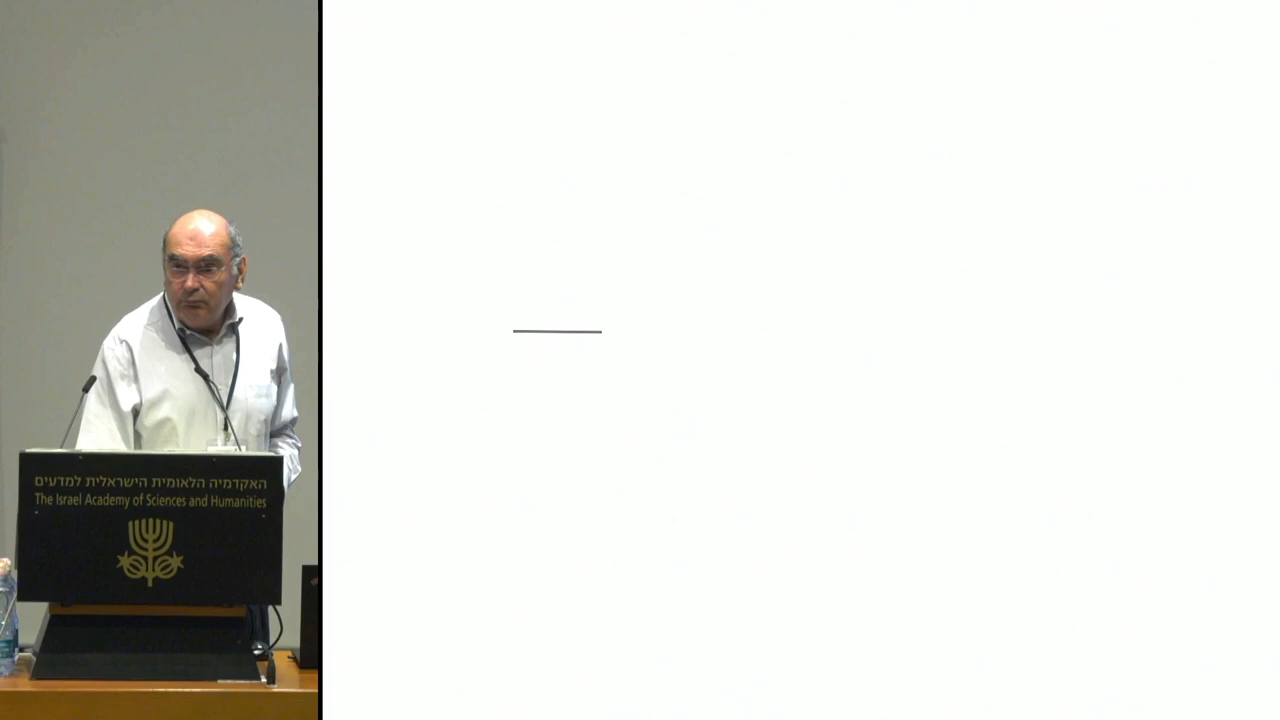 האקדמיה הלאומית הישראלית למדעים
The Israel Academy of Sciences and Humanities